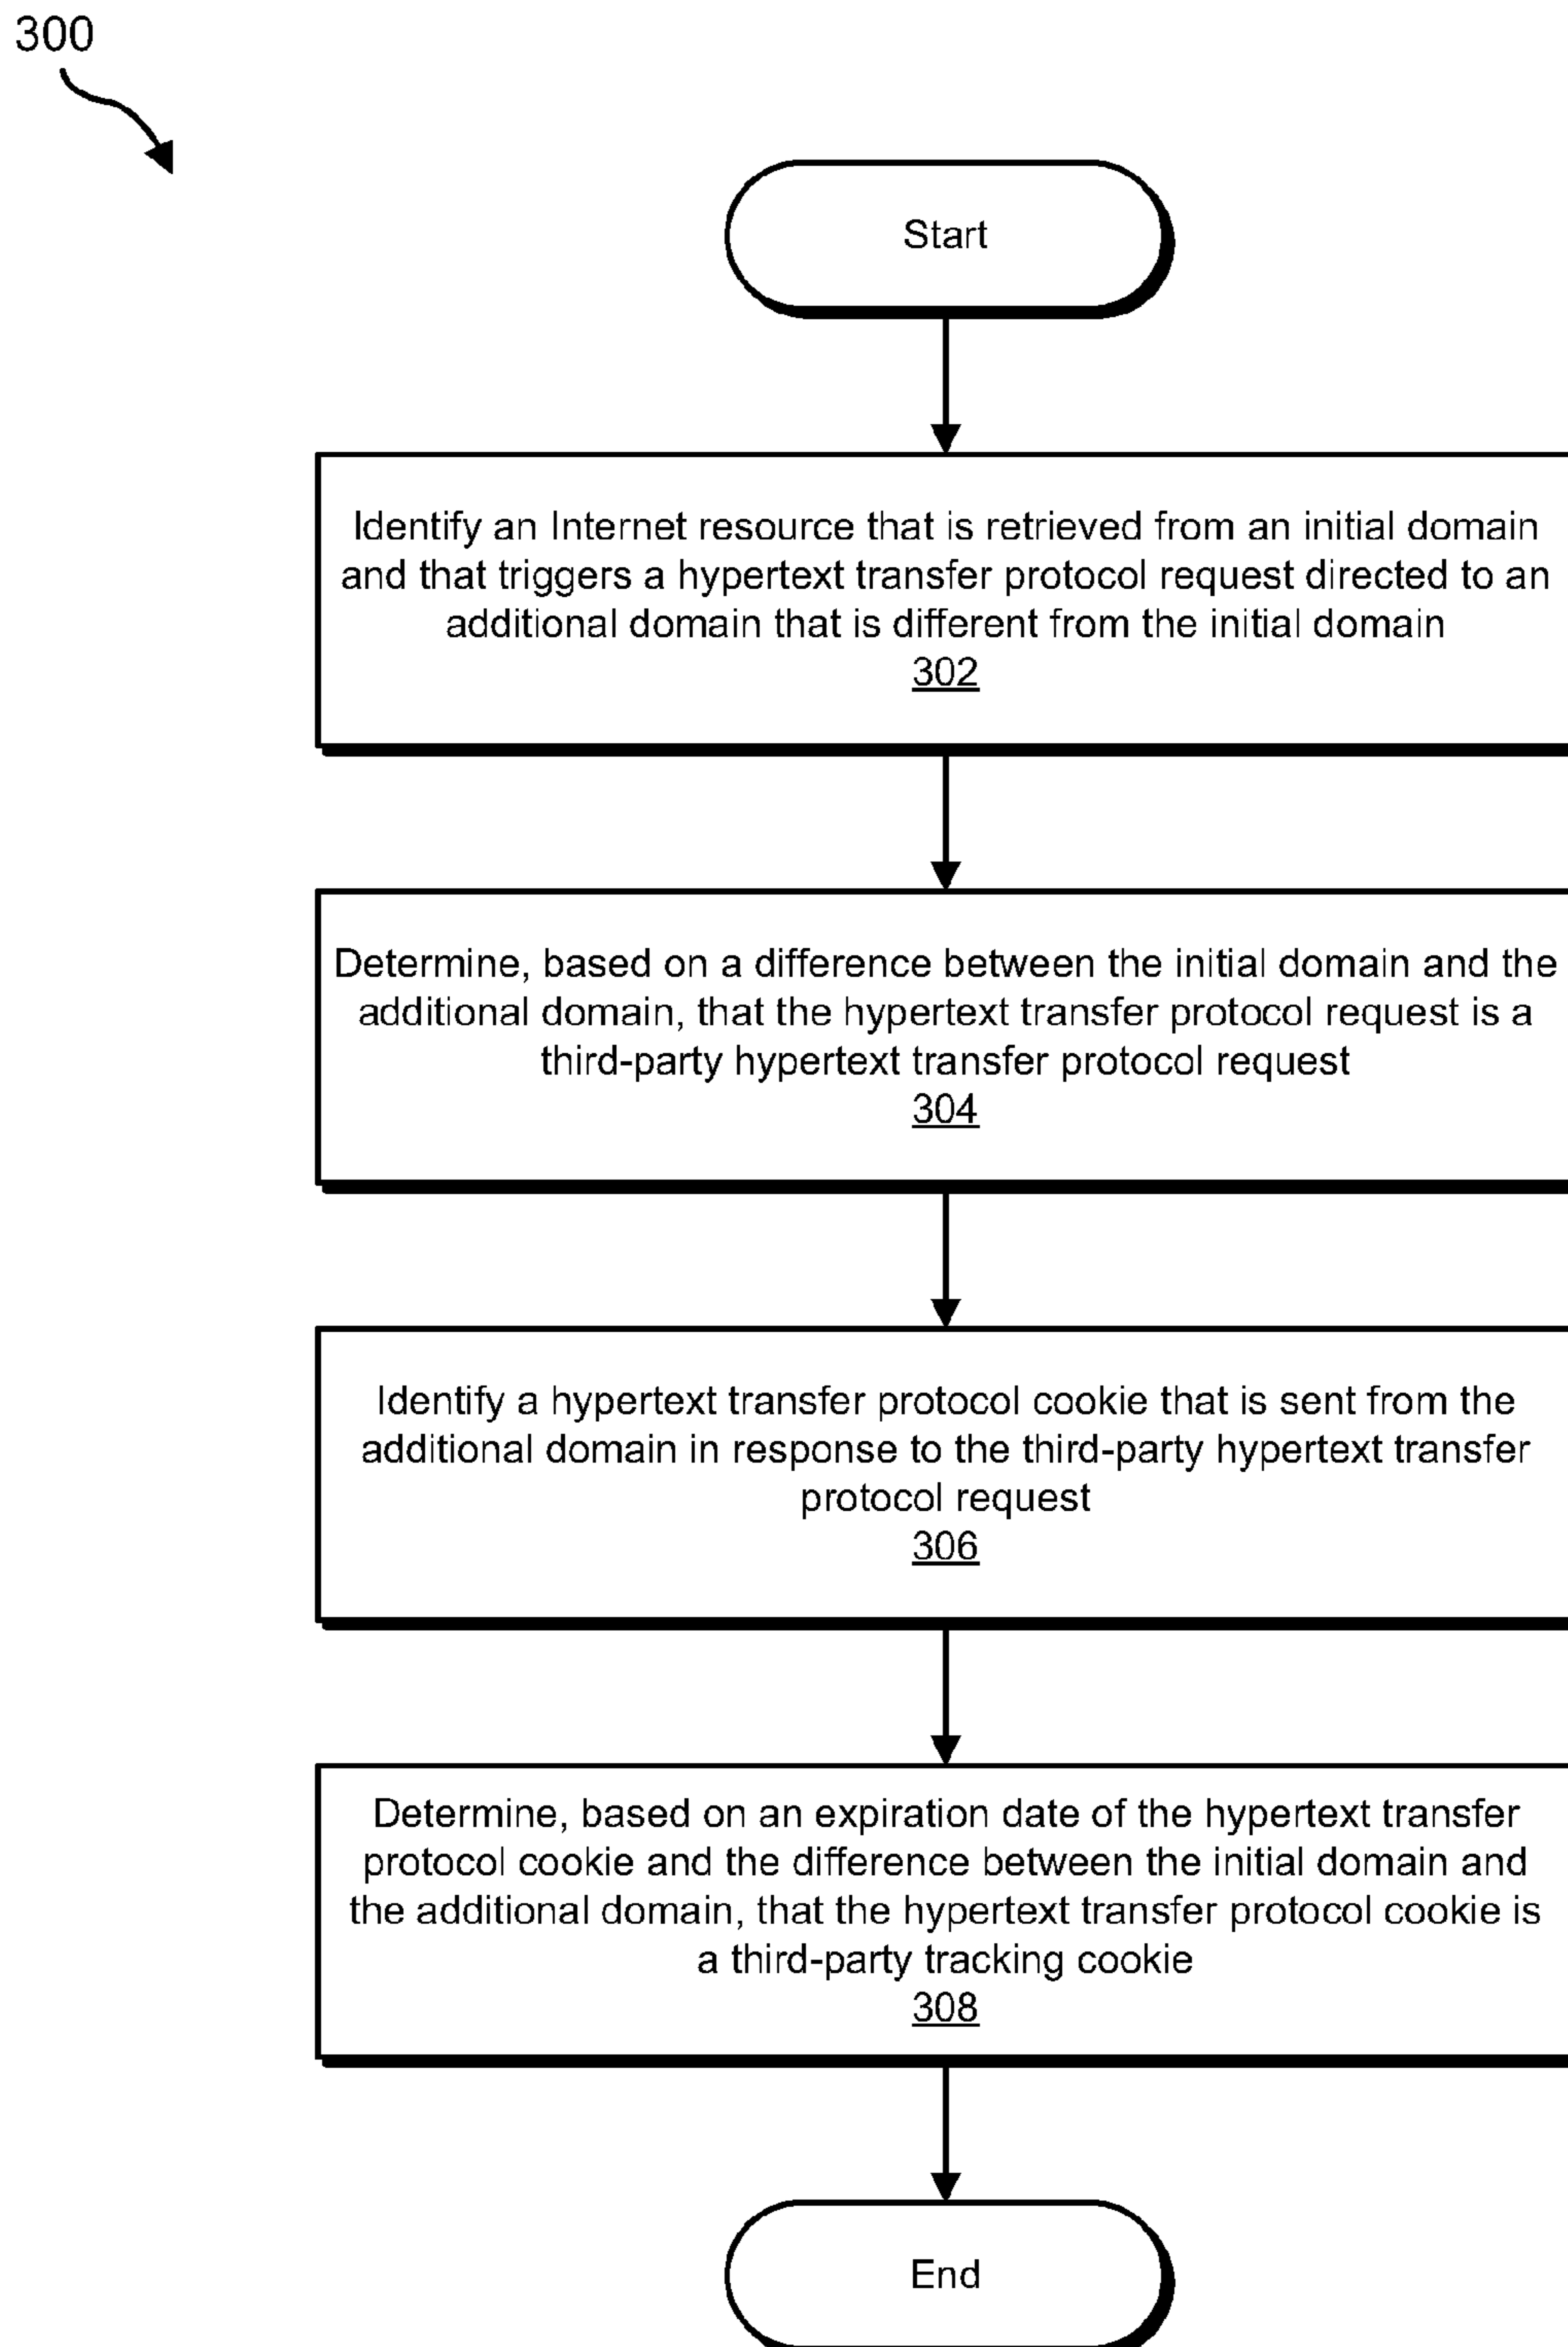 300
Start
Identify an Internet resource that is retrieved from an initial domain
and that triggers a hypertext transfer protocol request directed to an
additional domain that is different from the initial domain
302
Determine, based on a difference between the initial domain and the
additional domain, that the hypertext transfer protocol request is a
third-party hypertext transfer protocol request
304
Identify a hypertext transfer protocol cookie that is sent from the
additional domain in response to the third-party hypertext transfer
protocol request
306
Determine, based on an expiration date of the hypertext transfer
protocol cookie and the difference between the initial domain and
the additional domain, that the hypertext transfer protocol cookie is
a third-party tracking cookie
308
End